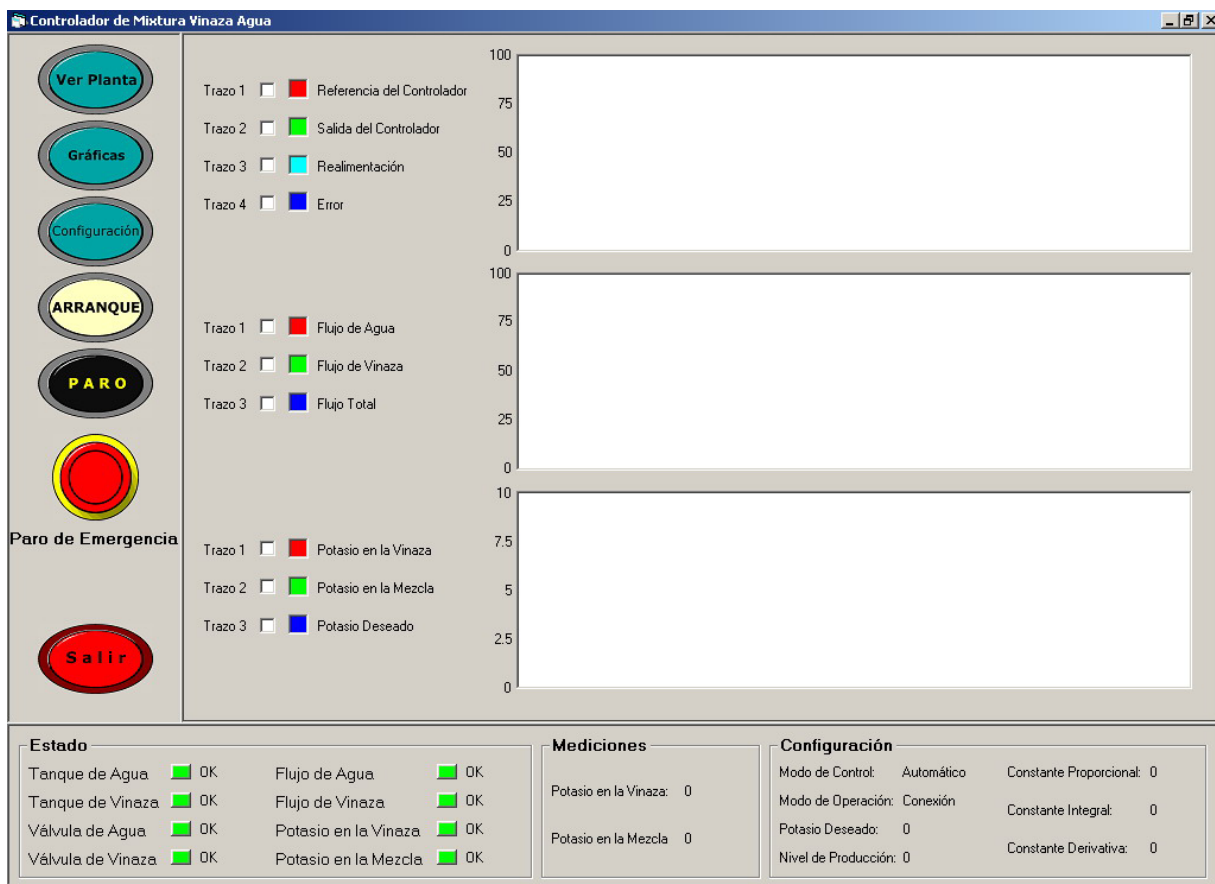 Controlador de Mixtura Vinaza Agua
Ver Planta
Gráficas
Configuración
ARRANQUE
P A R O
Paro de Emergencia
S a l i r
Trazo 1 Referencia del Controlador
Trazo 2 Salida del Controlador
Trazo 3 Realimentación
Trazo 4 Error
100
75
50
25
0
Trazo 1 Flujo de Agua
Trazo 2 Flujo de Vinaza
Trazo 3 Flujo Total
100
75
50
25
0
Trazo 1 Potasio en la Vinaza
Trazo 2 Potasio en la Mezcla
Trazo 3 Potasio Deseado
10
7.5
5
2.5
0
Estado
Tanque de Agua OK Flujo de Agua OK
Tanque de Vinaza OK Flujo de Vinaza OK
Válvula de Agua OK Potasio en la Vinaza OK
Válvula de Vinaza OK Potasio en la Mezcla OK
Mediciones
Potasio en la Vinaza: 0
Potasio en la Mezcla 0
Configuración
Modo de Control: Automático
Modo de Operación: Conexión
Potasio Deseado: 0
Nivel de Producción: 0
Constante Proporcional: 0
Constante Integral: 0
Constante Derivativa: 0